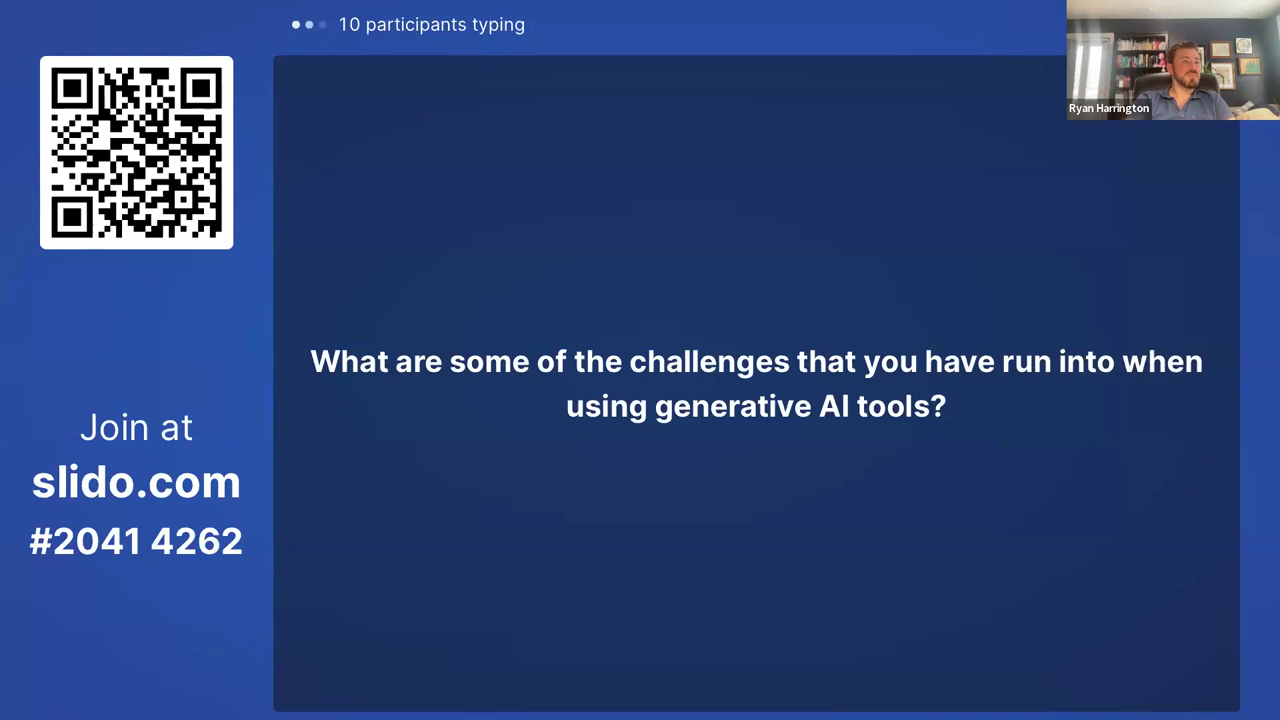 10 participants typing
Ryan Harrington
What are some of the challenges that you have run into when
using generative AI tools?
Join at
slido.com
#2041 4262